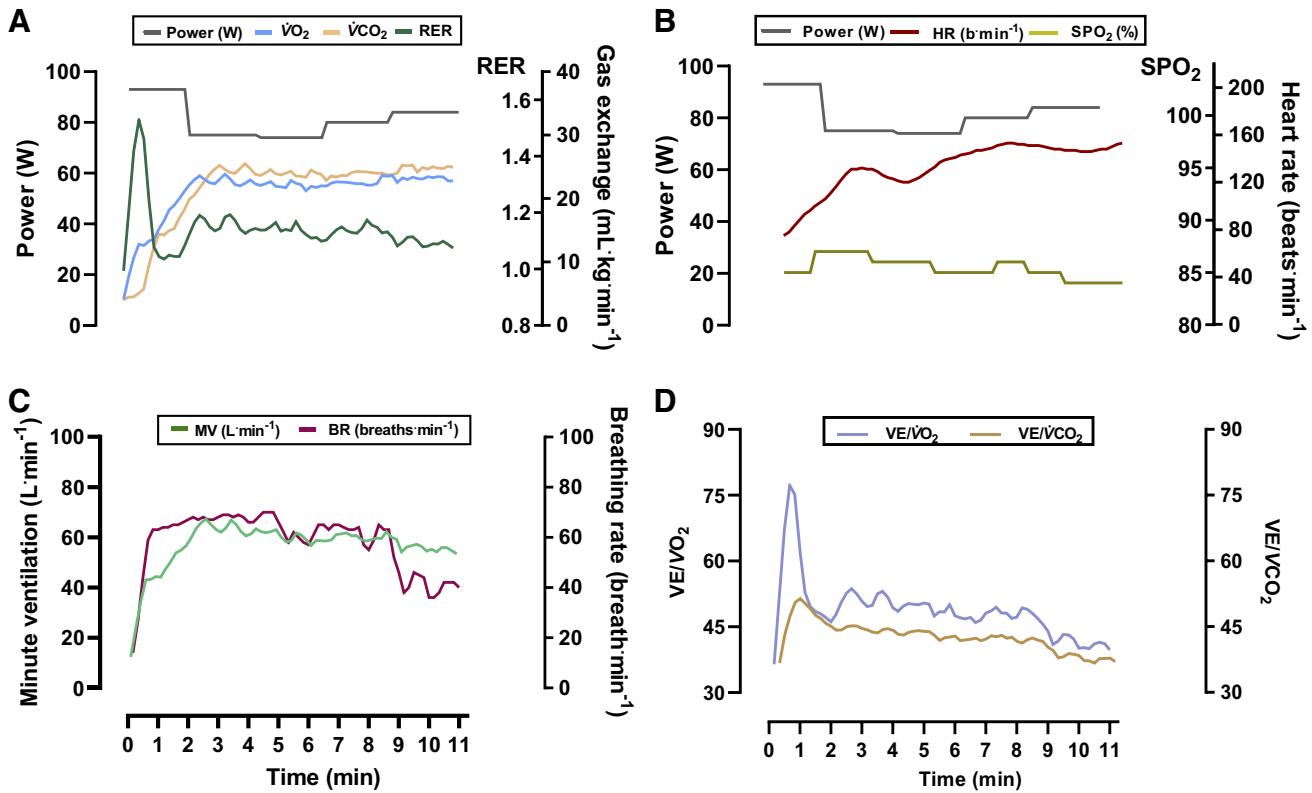 A
Power (W) V̇O2 V̇CO2 RER
Power (W)
100
80
60
40
20
0
RER
1.6
1.4
1.2
1.0
0.8
40
30
20
10
0
Gas exchange (mL·kg·min-1)
B
Power (W) HR (b·min-1) SPO2 (%)
Power (W)
100
80
60
40
20
0
SPO2
100
95
90
85
80
200
160
120
80
40
0
Heart rate (beats·min-1)
C
MV (L·min-1) BR (breaths·min-1)
Minute ventilation (L·min-1)
100
80
60
40
20
0
100
80
60
40
20
0
Breathing rate (breath·min-1)
0 1 2 3 4 5 6 7 8 9 10 11
Time (min)
D
VE/V̇O2 VE/V̇CO2
VE/V̇O2
90
75
60
45
30
90
75
60
45
30
VE/V̇CO2
0 1 2 3 4 5 6 7 8 9 10 11
Time (min)